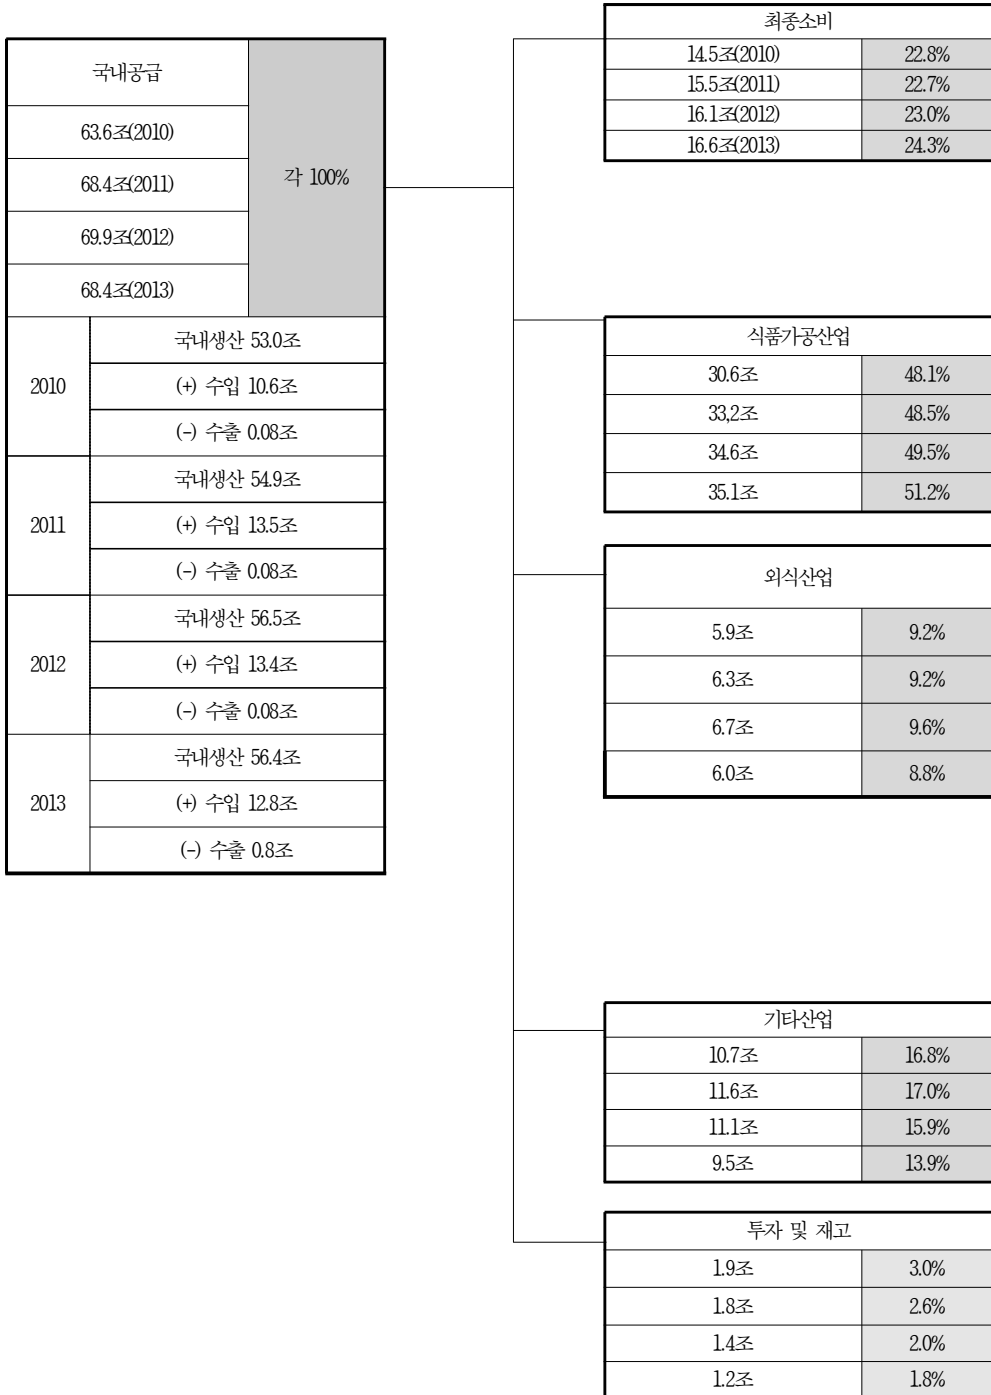 국내공급
각 100%
63.6조(2010)
68.4조(2011)
69.9조(2012)
68.4조(2013)
2010
국내생산 53.0조
(+) 수입 10.6조
(-) 수출 0.08조
2011
국내생산 54.9조
(+) 수입 13.5조
(-) 수출 0.08조
2012
국내생산 56.5조
(+) 수입 13.4조
(-) 수출 0.08조
2013
국내생산 56.4조
(+) 수입 12.8조
(-) 수출 0.8조
최종소비
14.5조(2010) 22.8%
15.5조(2011) 22.7%
16.1조(2012) 23.0%
16.6조(2013) 24.3%
식품가공산업
30.6조 48.1%
33,2조 48.5%
34.6조 49.5%
35.1조 51.2%
외식산업
5.9조 9.2%
6.3조 9.2%
6.7조 9.6%
6.0조 8.8%
기타산업
10.7조 16.8%
11.6조 17.0%
11.1조 15.9%
9.5조 13.9%
투자 및 재고
1.9조 3.0%
1.8조 2.6%
1.4조 2.0%
1.2조 1.8%